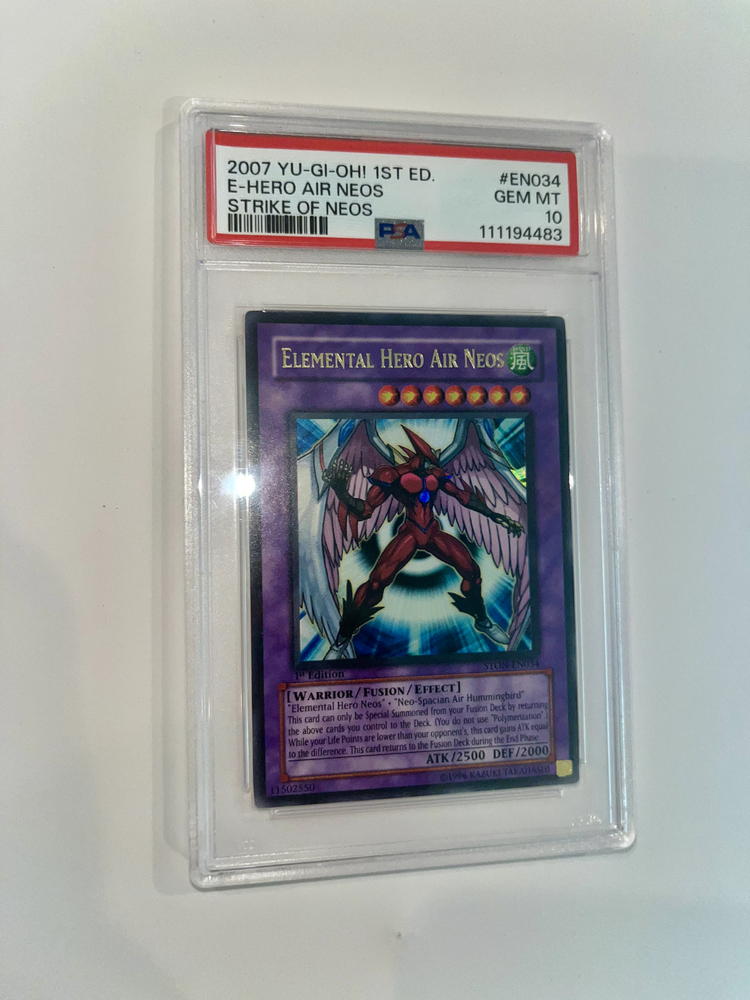 2007 YU-GI-OH! 1ST ED. #EN034
E-HERO AIR NEOS GEM MT
STRIKE OF NEOS 10
PSA 111194483
ELEMENTAL HERO AIR NEOS 風
1st Edition STON-EN034
[WARRIOR/FUSION/EFFECT]
"Elemental Hero Neos" + "Neo-Spacian Air Hummingbird"
This card can only be Special Summoned from your Fusion Deck by returning
the above cards you control to the Deck. (You do not use "Polymerization".)
While your Life Points are lower than your opponent's, this card gains ATK equal
to the difference. This card returns to the Fusion Deck during the End Phase.
ATK/2500 DEF/2000
11502550 ©1996 KAZUKI TAKAHASHI